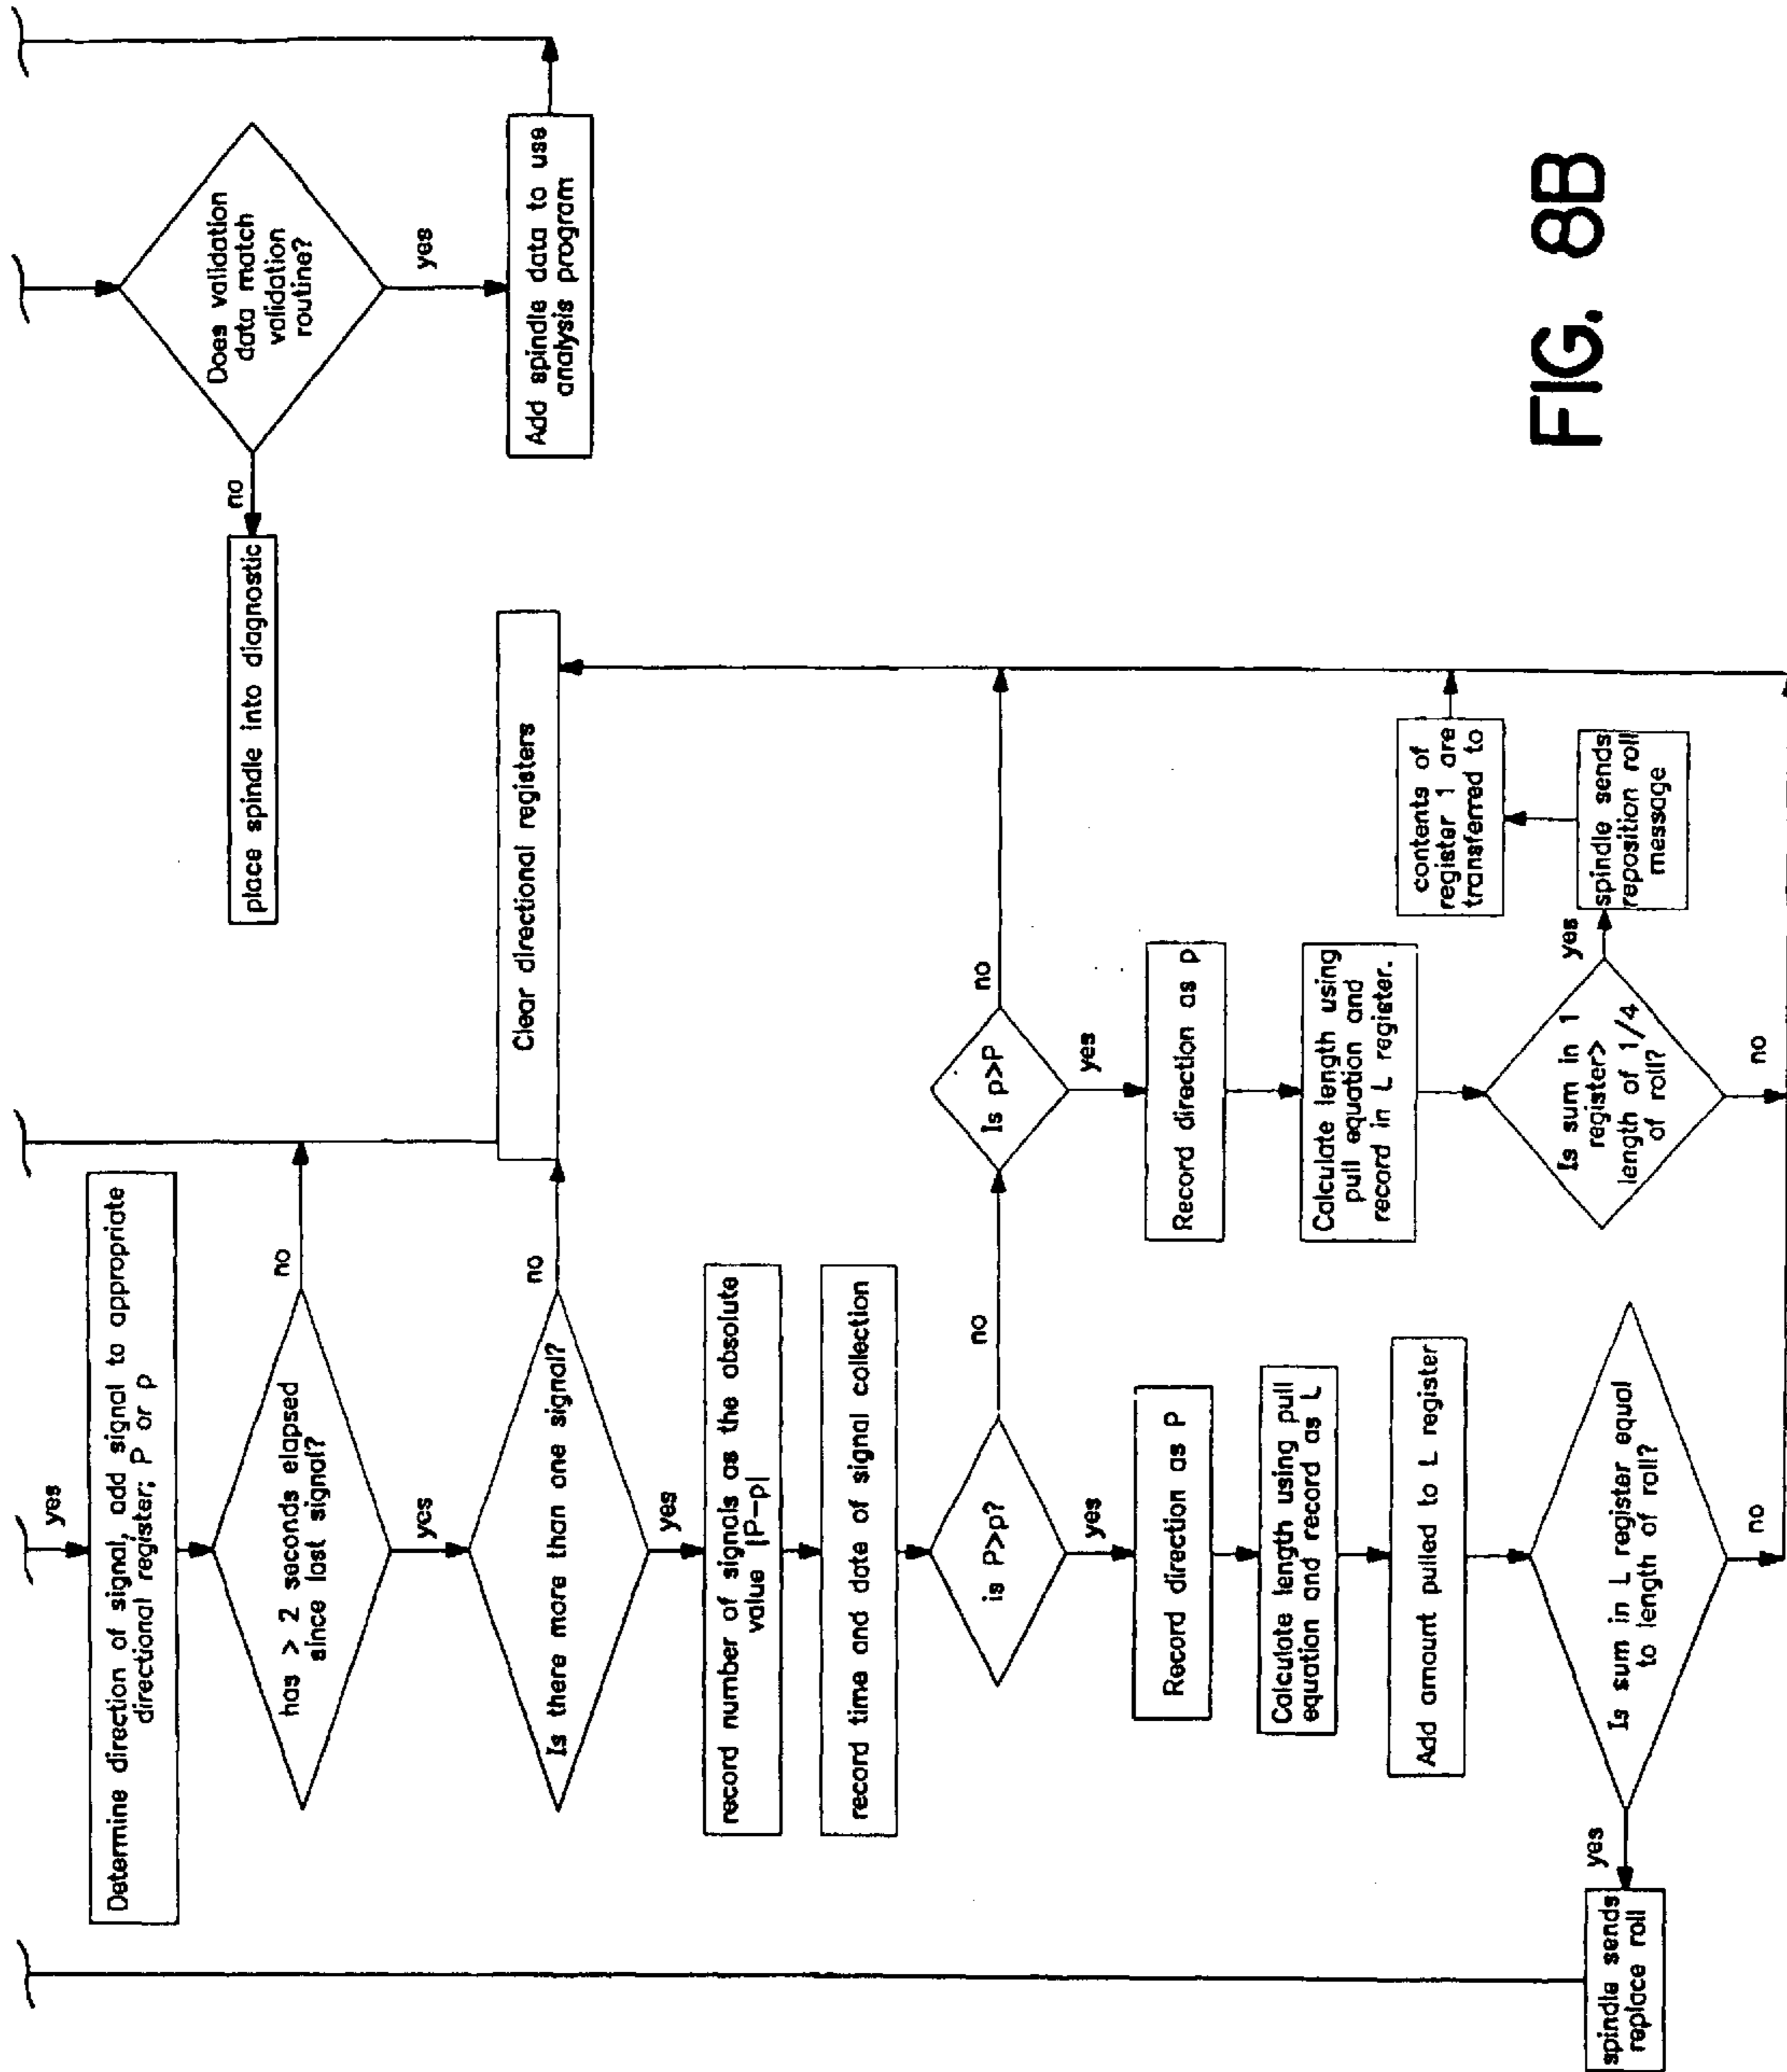 yes
Determine direction of signal, add signal to appropriate
directional register; P or p
has > 2 seconds elapsed
since last signal?
no
yes
Is there more than one signal?
no
yes
record number of signals as the absolute
value |P-p|
record time and date of signal collection
is P>p?
no
yes
Record direction as P
Calculate length using pull
equation and record as L
Add amount pulled to L register
Is sum in L register equal
to length of roll?
yes
no
spindle sends
replace roll
Is p>P
no
yes
Record direction as p
Calculate length using
pull equation and
record in L register.
Is sum in 1
register>
length of 1/4
of roll?
yes
no
spindle sends
reposition roll
message
contents of
register 1 are
transferred to
Clear directional registers
Does validation
data match
validation
routine?
no
yes
place spindle into diagnostic
Add spindle data to use
analysis program
FIG. 8B